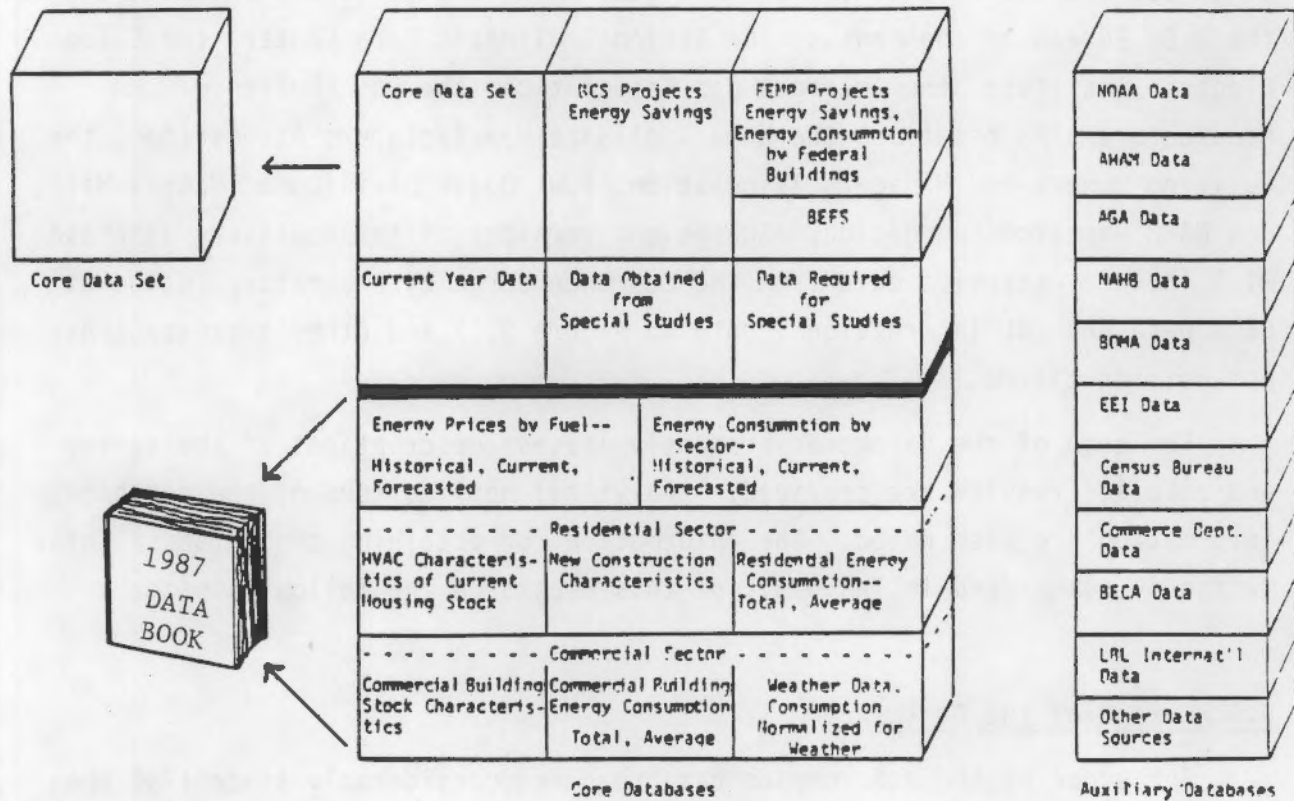 Core Data Set
Core Data Set
RCS Projects
Energy Savings
FEMP Projects
Energy Savings,
Energy Consumption
by Federal
Buildings
BEFS
Current Year Data
Data Obtained
from
Special Studies
Data Required
for
Special Studies
Energy Prices by Fuel--
Historical, Current,
Forecasted
Energy Consumption by
Sector--
Historical, Current,
Forecasted
Residential Sector
HVAC Characteris-
tics of Current
Housing Stock
New Construction
Characteristics
Residental Energy
Consumption--
Total, Average
Commercial Sector
Commercial Building
Stock Characteris-
tics
Commercial Building
Energy Consumption
Total, Average
Weather Data,
Consumption
Normalized for
Weather
Core Databases
1987
DATA
BOOK
NOAA Data
AHAM Data
AGA Data
NAHB Data
BOMA Data
EEI Data
Census Bureau
Data
Commerce Dept.
Data
BECA Data
LBL Internat'l
Data
Other Data
Sources
Auxiliary Databases